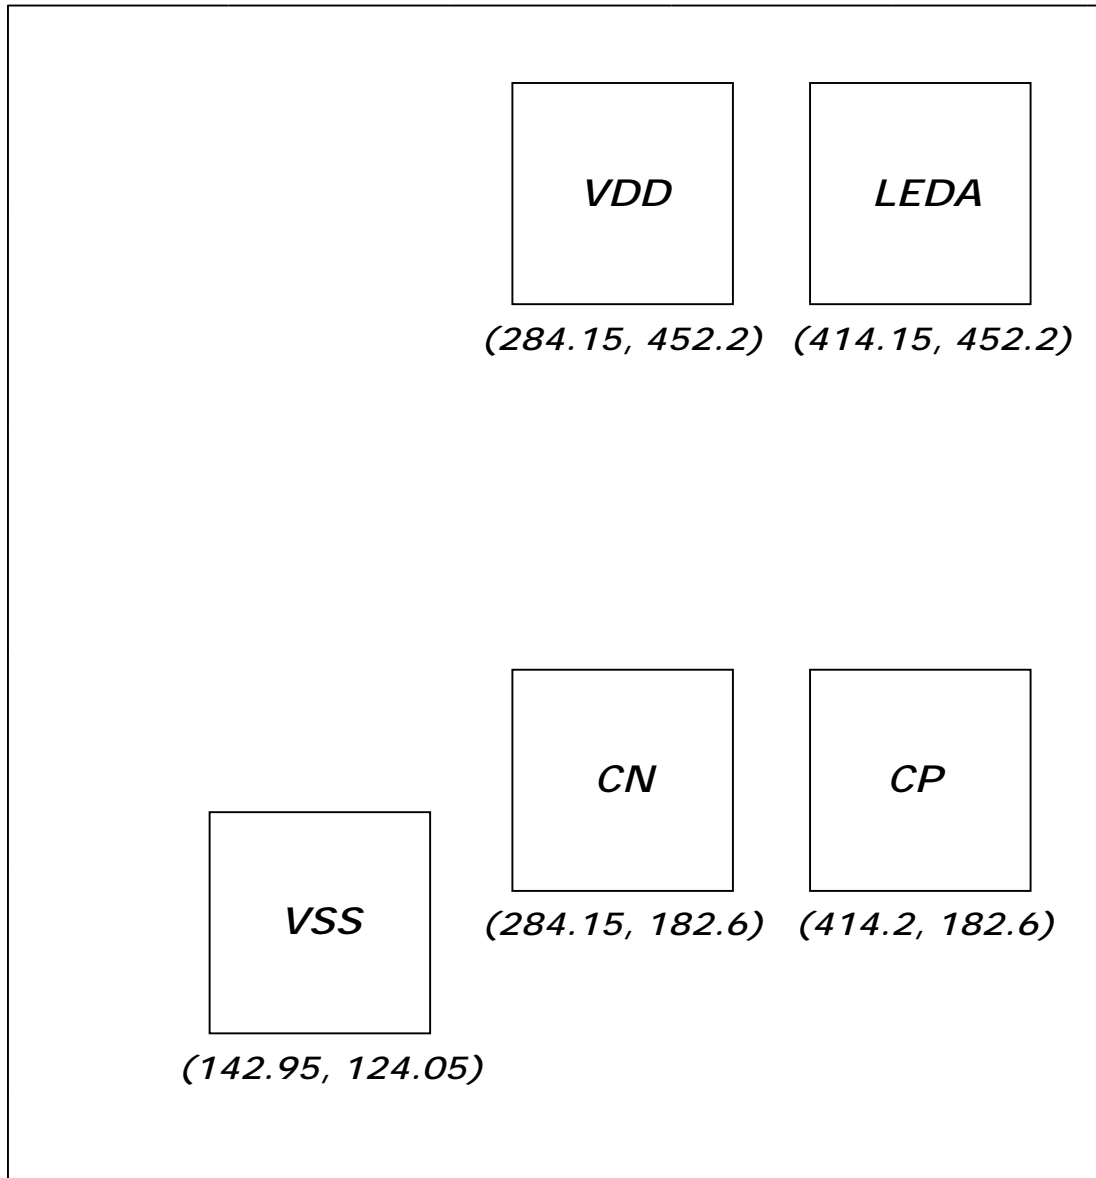 VDD LEDA
(284.15, 452.2) (414.15, 452.2)
CN CP
(284.15, 182.6) (414.2, 182.6)
VSS
(142.95, 124.05)